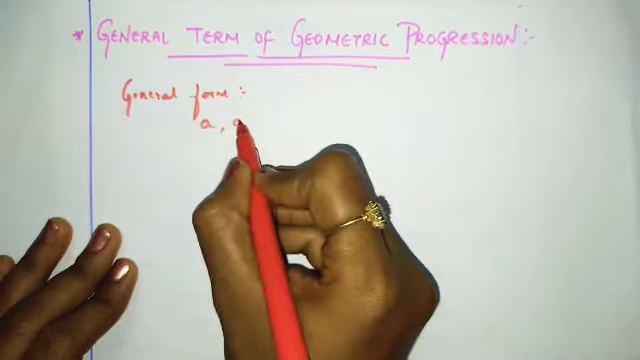 * GENERAL TERM OF GEOMETRIC PROGRESSION :-
General form :-
a, a